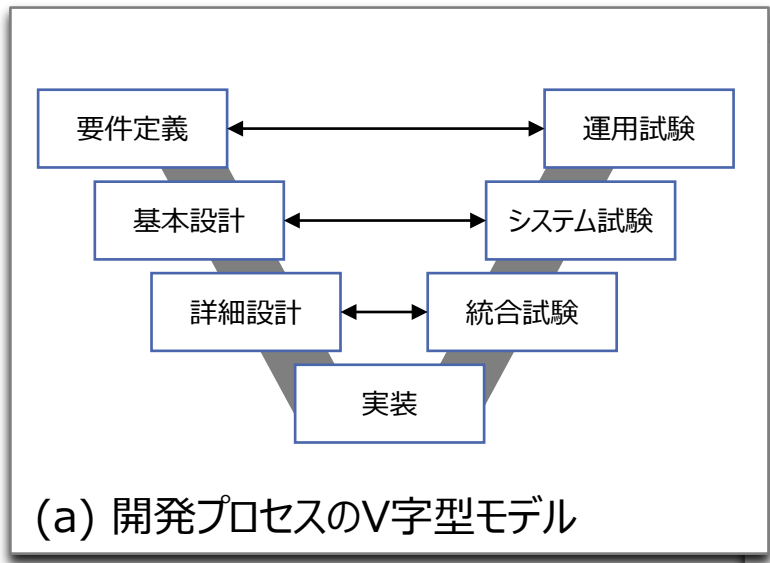 要件定義
運用試験
基本設計
システム試験
詳細設計
統合試験
実装
(a) 開発プロセスのV字型モデル